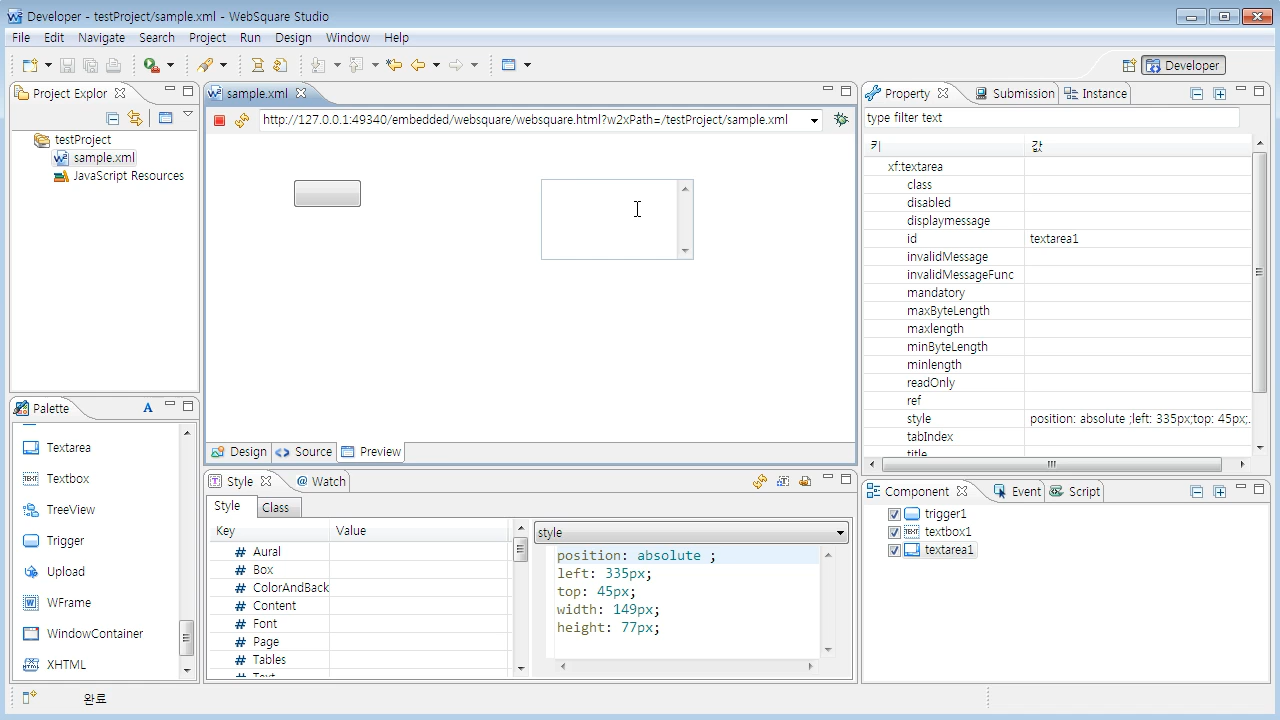 Developer - testProject/sample.xml - WebSquare Studio
File Edit Navigate Search Project Run Design Window Help
Developer
Project Explor
testProject
sample.xml
JavaScript Resources
Palette
A
Textarea
Textbox
TreeView
Trigger
Upload
WFrame
WindowContainer
XHTML
sample.xml
http://127.0.0.1:49340/embedded/websquare/websquare.html?w2xPath=/testProject/sample.xml
Design Source Preview
Style Watch
Style Class
Key Value
Aural
Box
ColorAndBack
Content
Font
Page
Tables
style
position: absolute ;
left: 335px;
top: 45px;
width: 149px;
height: 77px;
Property Submission Instance
type filter text
키 값
xf:textarea
class
disabled
displaymessage
id textarea1
invalidMessage
invalidMessageFunc
mandatory
maxByteLength
maxlength
minByteLength
minlength
readOnly
ref
style position: absolute ;left: 335px;top: 45px;.
tabIndex
title
Component Event Script
trigger1
textbox1
textarea1
완료